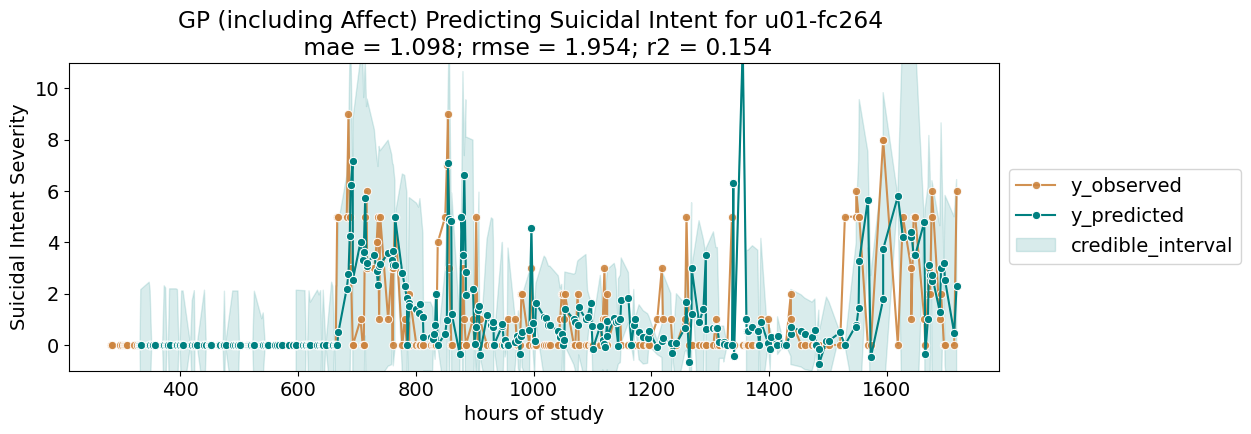 GP (including Affect) Predicting Suicidal Intent for u01-fc264
mae = 1.098; rmse = 1.954; r2 = 0.154
Suicidal Intent Severity
10
8
6
4
2
0
400 600 800 1000 1200 1400 1600
hours of study
y_observed
y_predicted
credible_interval